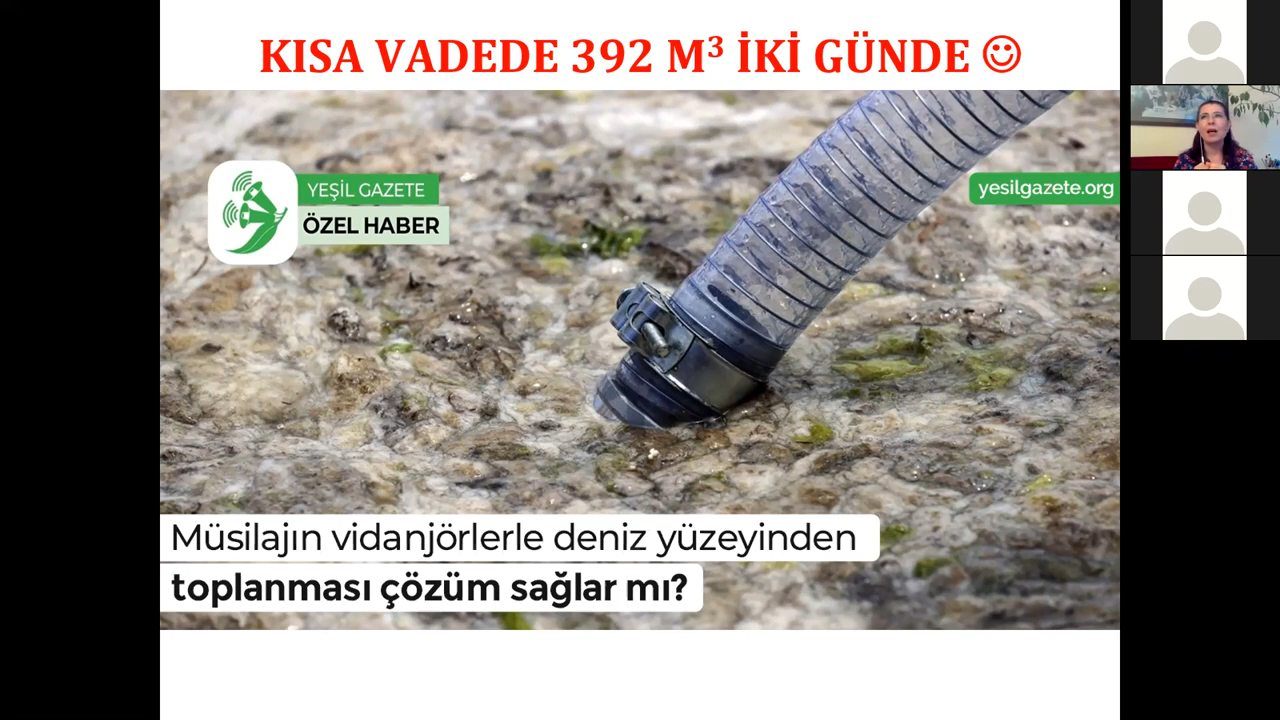 KISA VADEDE 392 M³ İKİ GÜNDE ☺
YEŞİL GAZETE
ÖZEL HABER
yesilgazete.org
Müsilajın vidanjörlerle deniz yüzeyinden
toplanması çözüm sağlar mı?